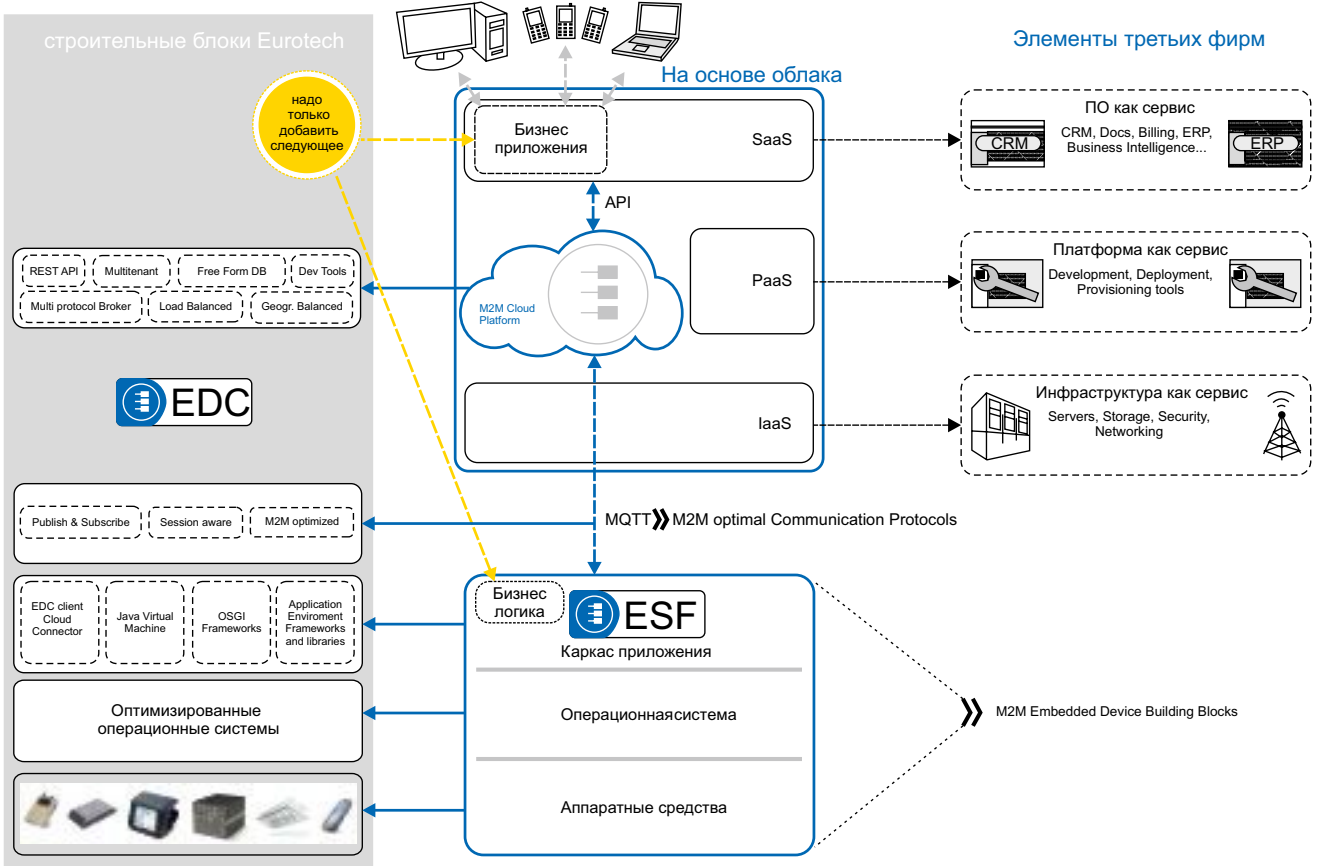 строительные блоки Eurotech
На основе облака
Элементы третьих фирм
надо
только
добавить
следующее
Бизнес
приложения
SaaS
ПО как сервис
CRM, Docs, Billing, ERP,
Business Intelligence...
CRM
ERP
API
REST API
Multitenant
Free Form DB
Dev Tools
Multi protocol Broker
Load Balanced
Geogr. Balanced
M2M Cloud
Platform
PaaS
Платформа как сервис
Development, Deployment,
Provisioning tools
EDC
IaaS
Инфраструктура как сервис
Servers, Storage, Security,
Networking
Publish & Subscribe
Session aware
M2M optimized
MQTT
M2M optimal Communication Protocols
EDC client
Cloud
Connector
Java Virtual
Machine
OSGI
Frameworks
Application
Enviroment
Frameworks
and libraries
Бизнес
логика
ESF
Каркас приложения
Оптимизированные
операционные системы
Операционнаясистема
M2M Embedded Device Building Blocks
Аппаратные средства